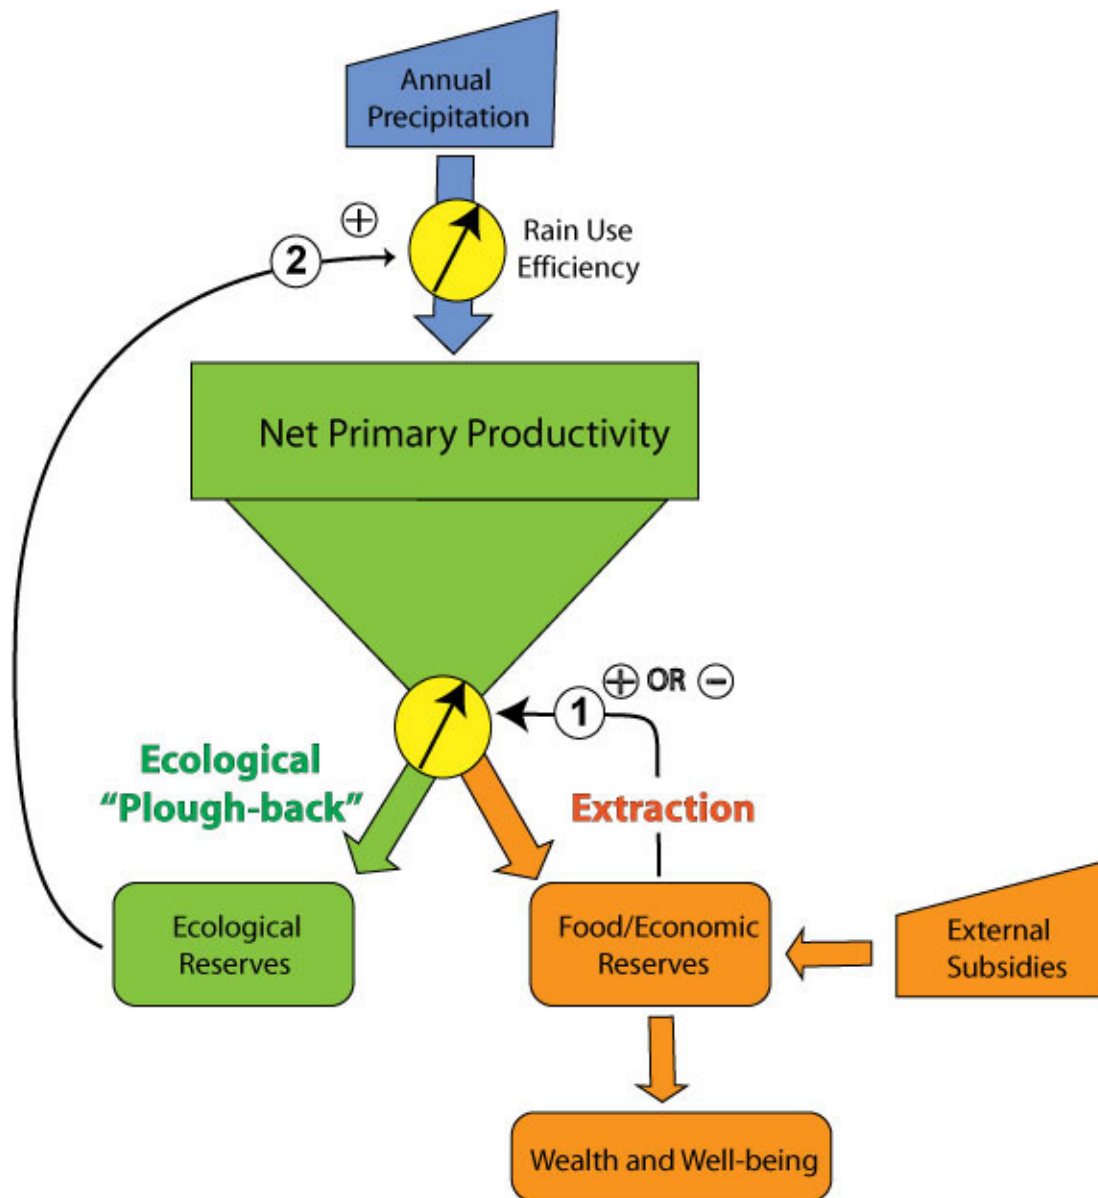 Annual
Precipitation
Rain Use
Efficiency
2
+
Net Primary Productivity
+ OR −
1
Ecological
“Plough-back”
Extraction
Ecological
Reserves
Food/Economic
Reserves
External
Subsidies
Wealth and Well-being